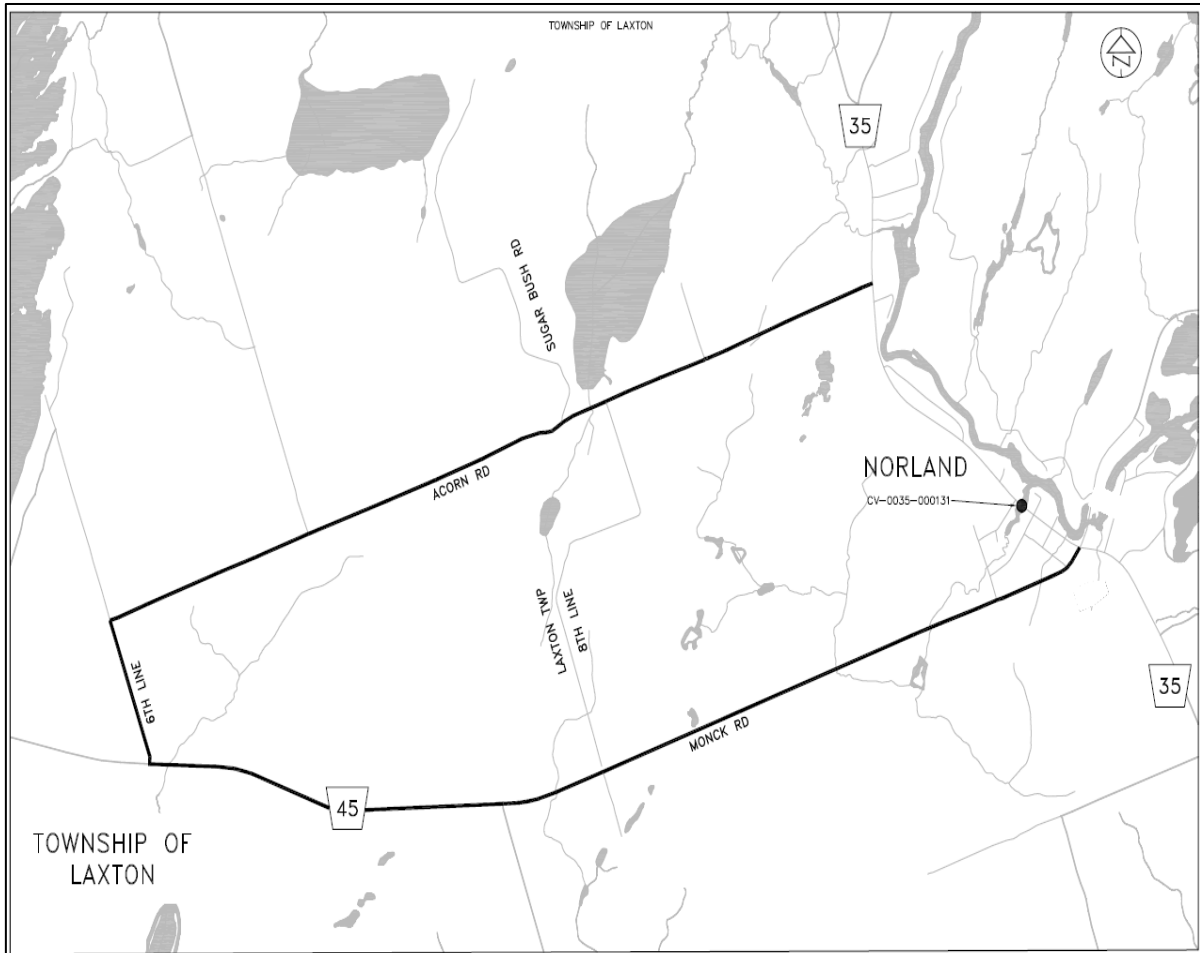 TOWNSHIP OF LAXTON
N
35
SUGAR BUSH RD
ACORN RD
NORLAND
CV-0035-000131
LAXTON TWP
8TH LINE
6TH LINE
35
MONCK RD
45
TOWNSHIP OF
LAXTON